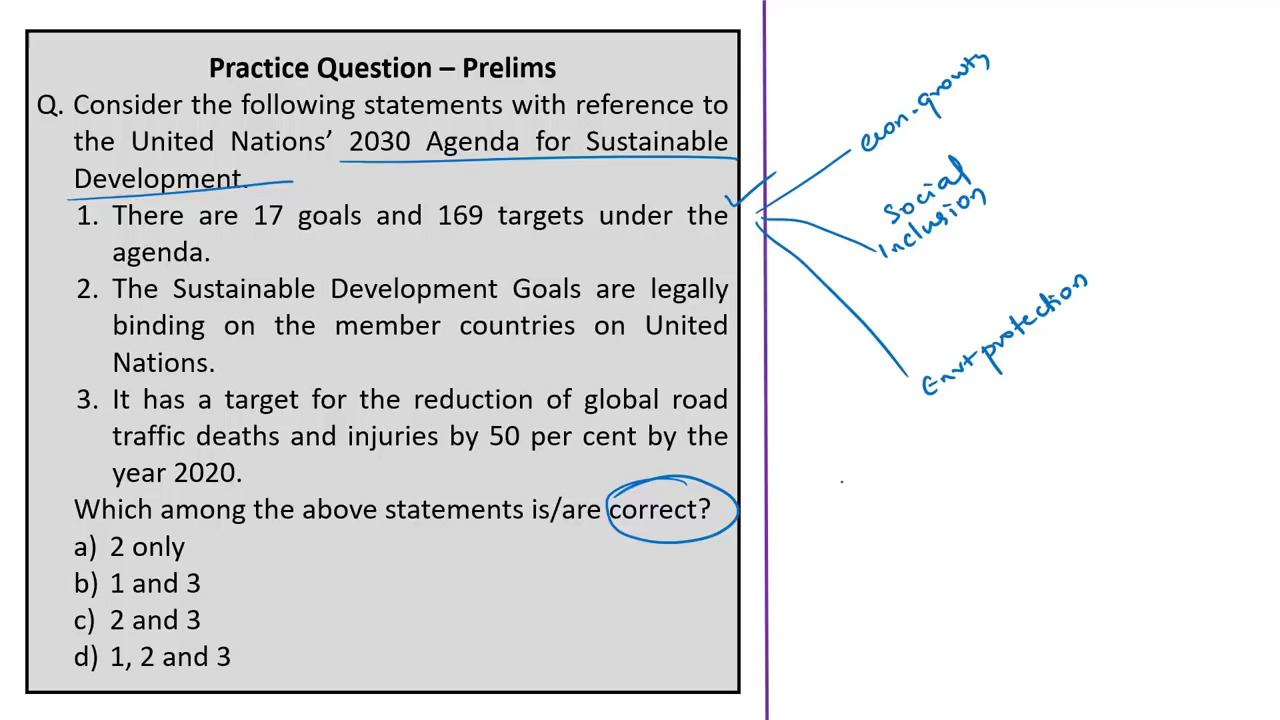 Practice Question – Prelims
Q. Consider the following statements with reference to
the United Nations’ 2030 Agenda for Sustainable
Development.
1. There are 17 goals and 169 targets under the
agenda.
2. The Sustainable Development Goals are legally
binding on the member countries on United
Nations.
3. It has a target for the reduction of global road
traffic deaths and injuries by 50 per cent by the
year 2020.
Which among the above statements is/are correct?
a) 2 only
b) 1 and 3
c) 2 and 3
d) 1, 2 and 3
econ-growth
Social
Inclusion
Envt protection